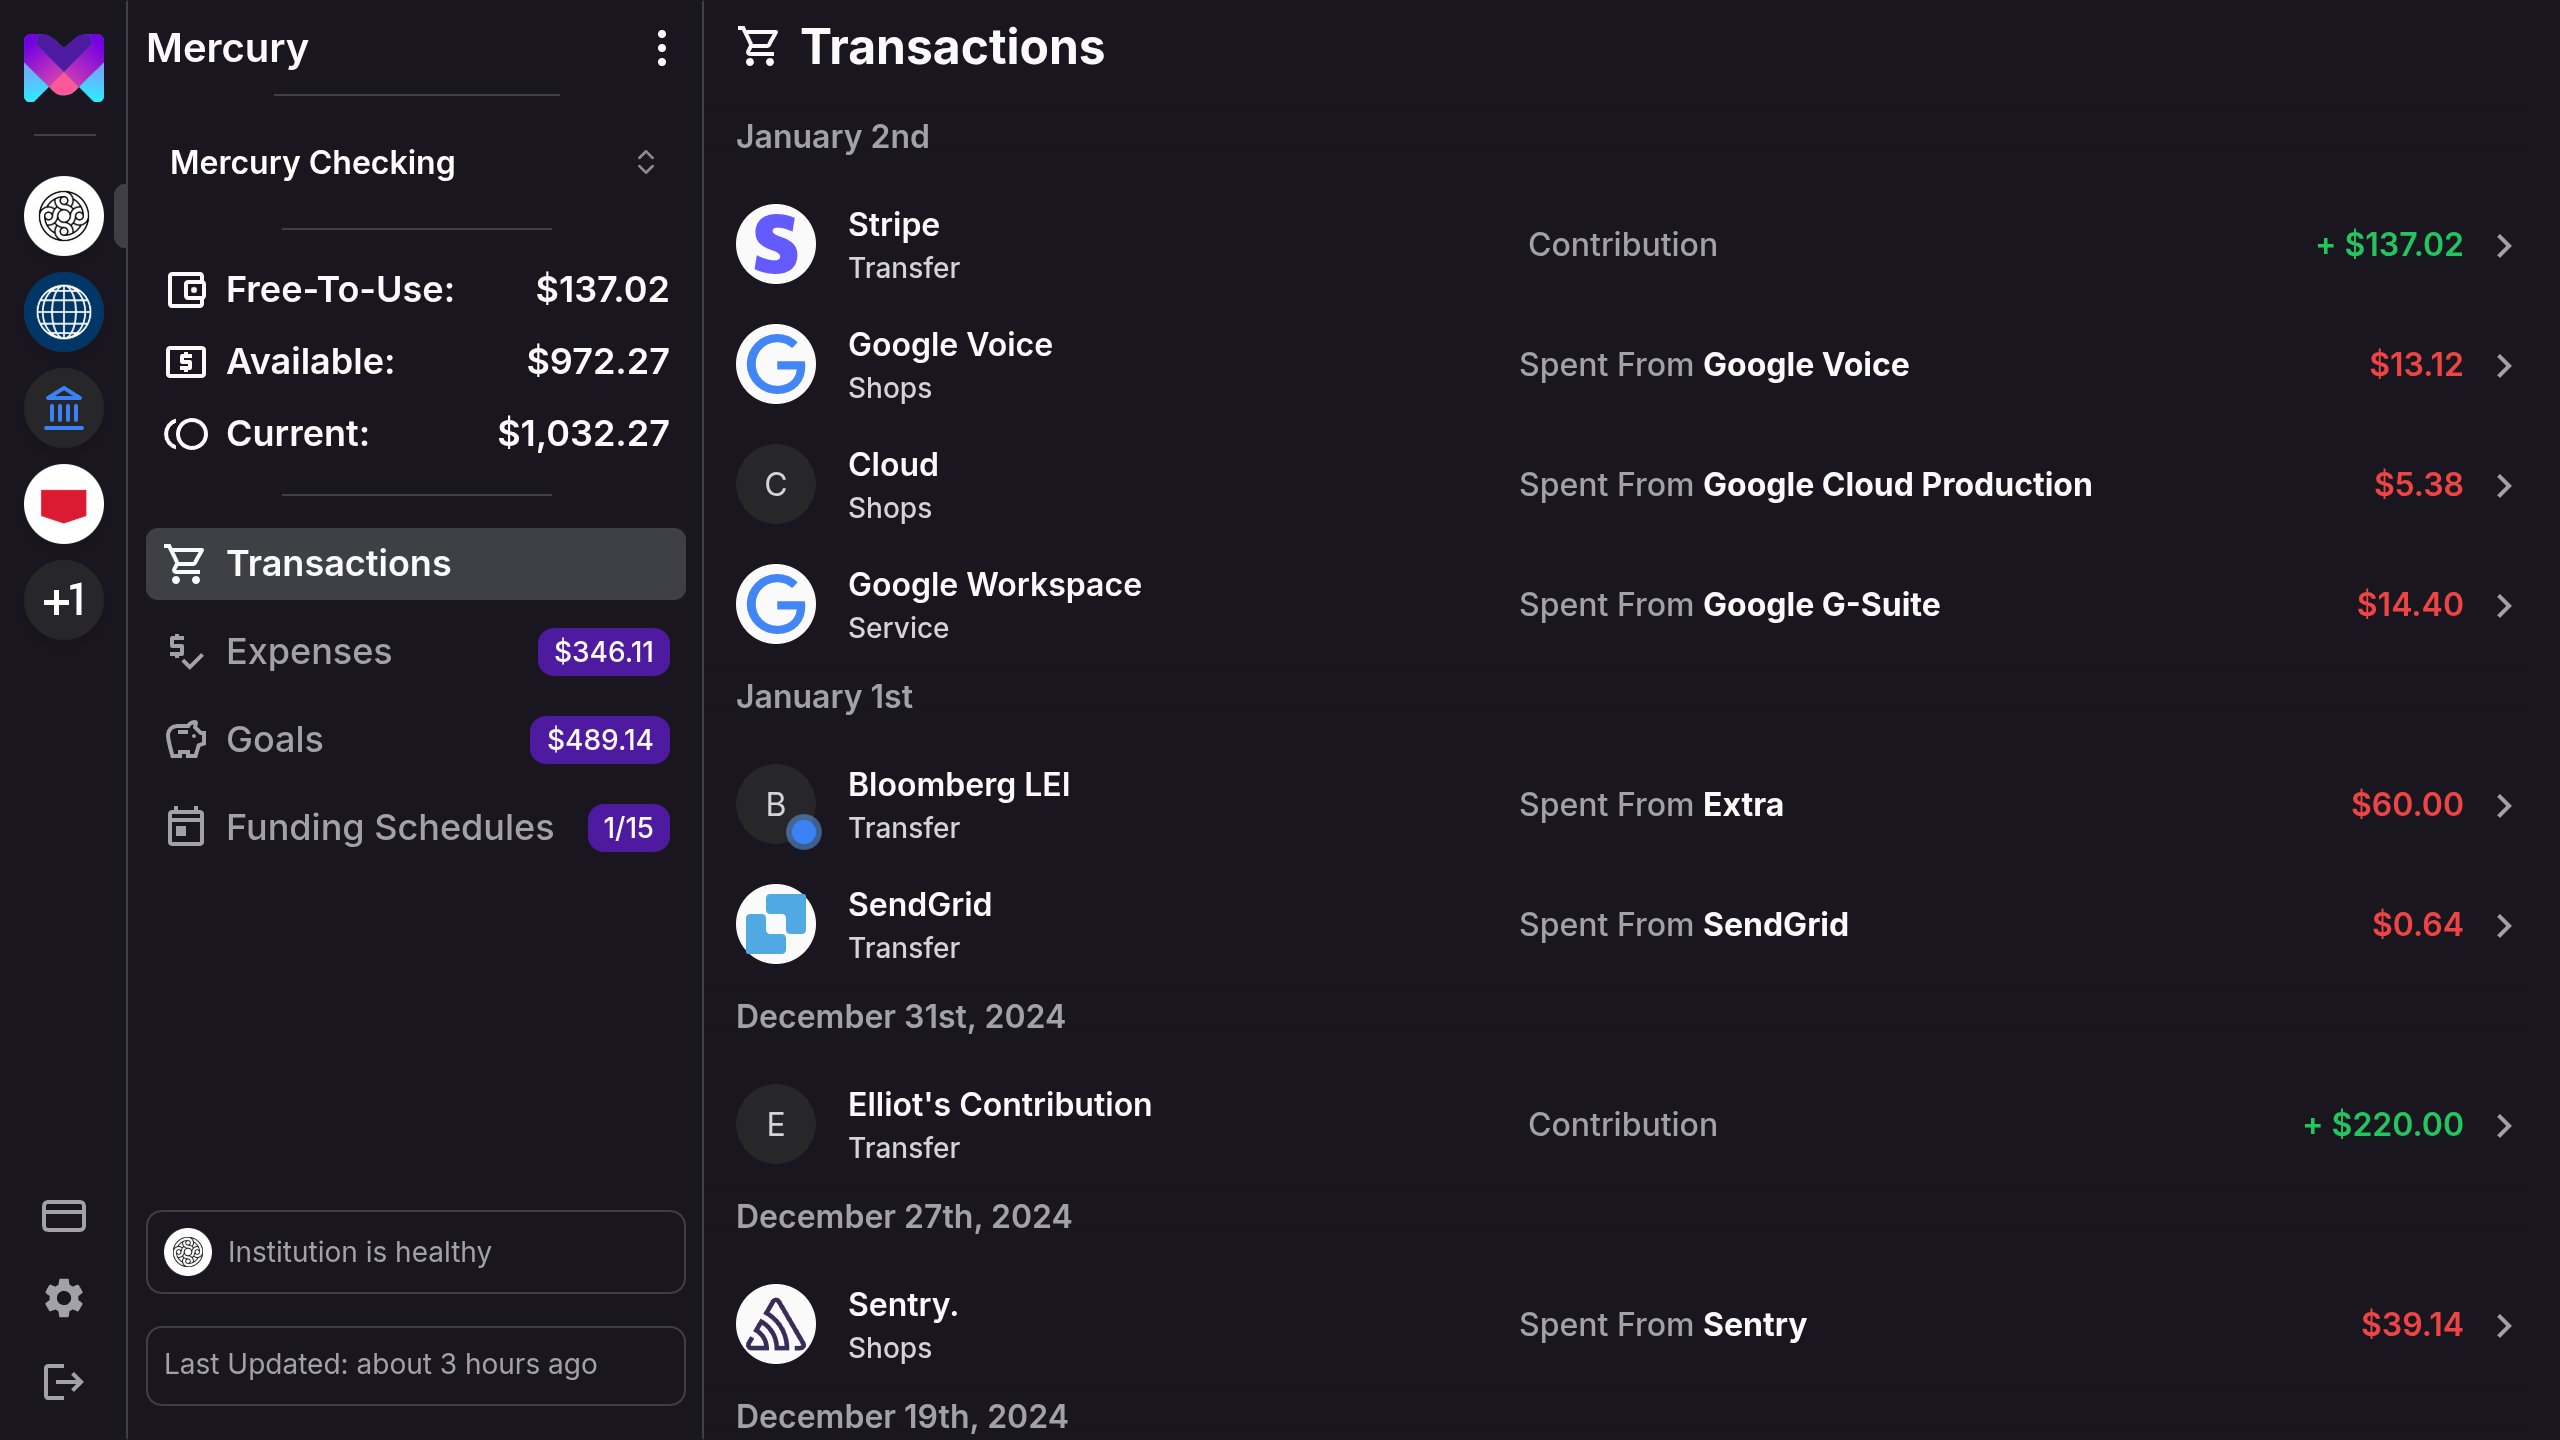 Mercury
Mercury Checking
Free-To-Use: $137.02
Available: $972.27
Current: $1,032.27
+1
Transactions
Expenses $346.11
Goals $489.14
Funding Schedules 1/15
Institution is healthy
Last Updated: about 3 hours ago
Transactions
January 2nd
Stripe
Transfer
Contribution
+ $137.02
Google Voice
Shops
Spent From Google Voice
$13.12
C
Cloud
Shops
Spent From Google Cloud Production
$5.38
Google Workspace
Service
Spent From Google G-Suite
$14.40
January 1st
B
Bloomberg LEI
Transfer
Spent From Extra
$60.00
SendGrid
Transfer
Spent From SendGrid
$0.64
December 31st, 2024
E
Elliot's Contribution
Transfer
Contribution
+ $220.00
December 27th, 2024
Sentry.
Shops
Spent From Sentry
$39.14
December 19th, 2024